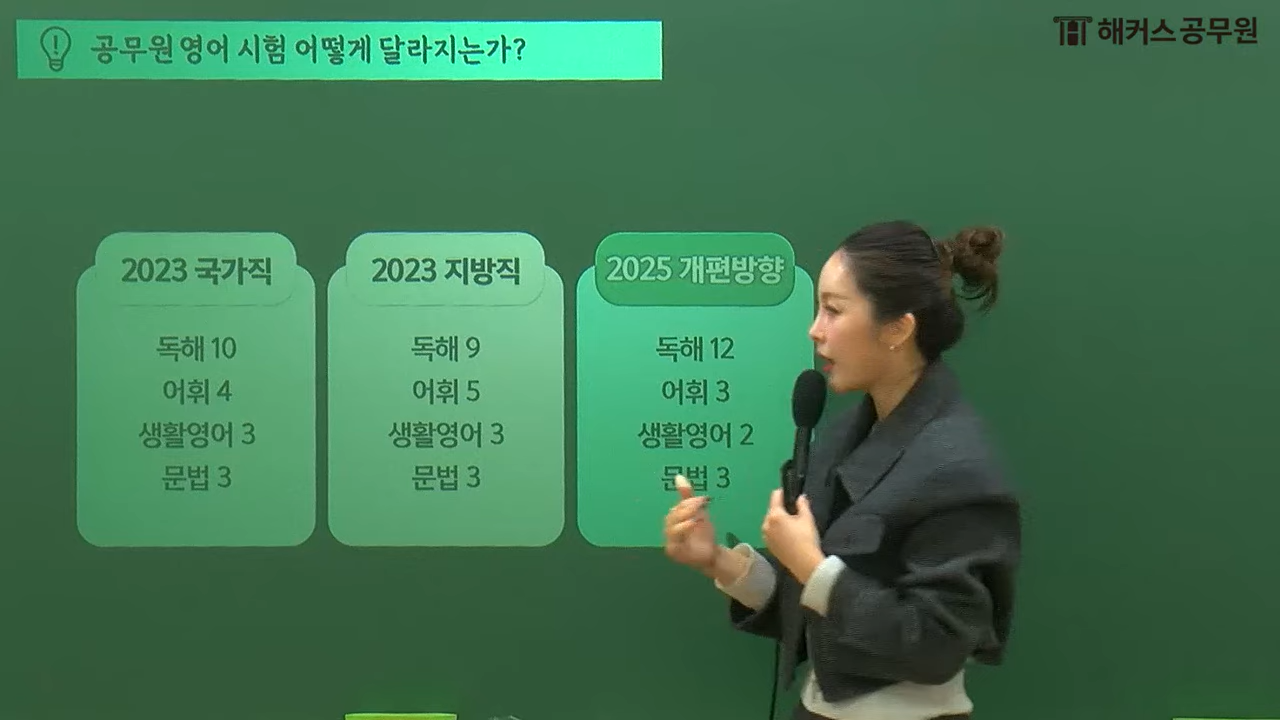 공무원 영어 시험 어떻게 달라지는가?
해커스 공무원
2023 국가직
독해 10
어휘 4
생활영어 3
문법 3
2023 지방직
독해 9
어휘 5
생활영어 3
문법 3
2025 개편방향
독해 12
어휘 3
생활영어 2
문법 3